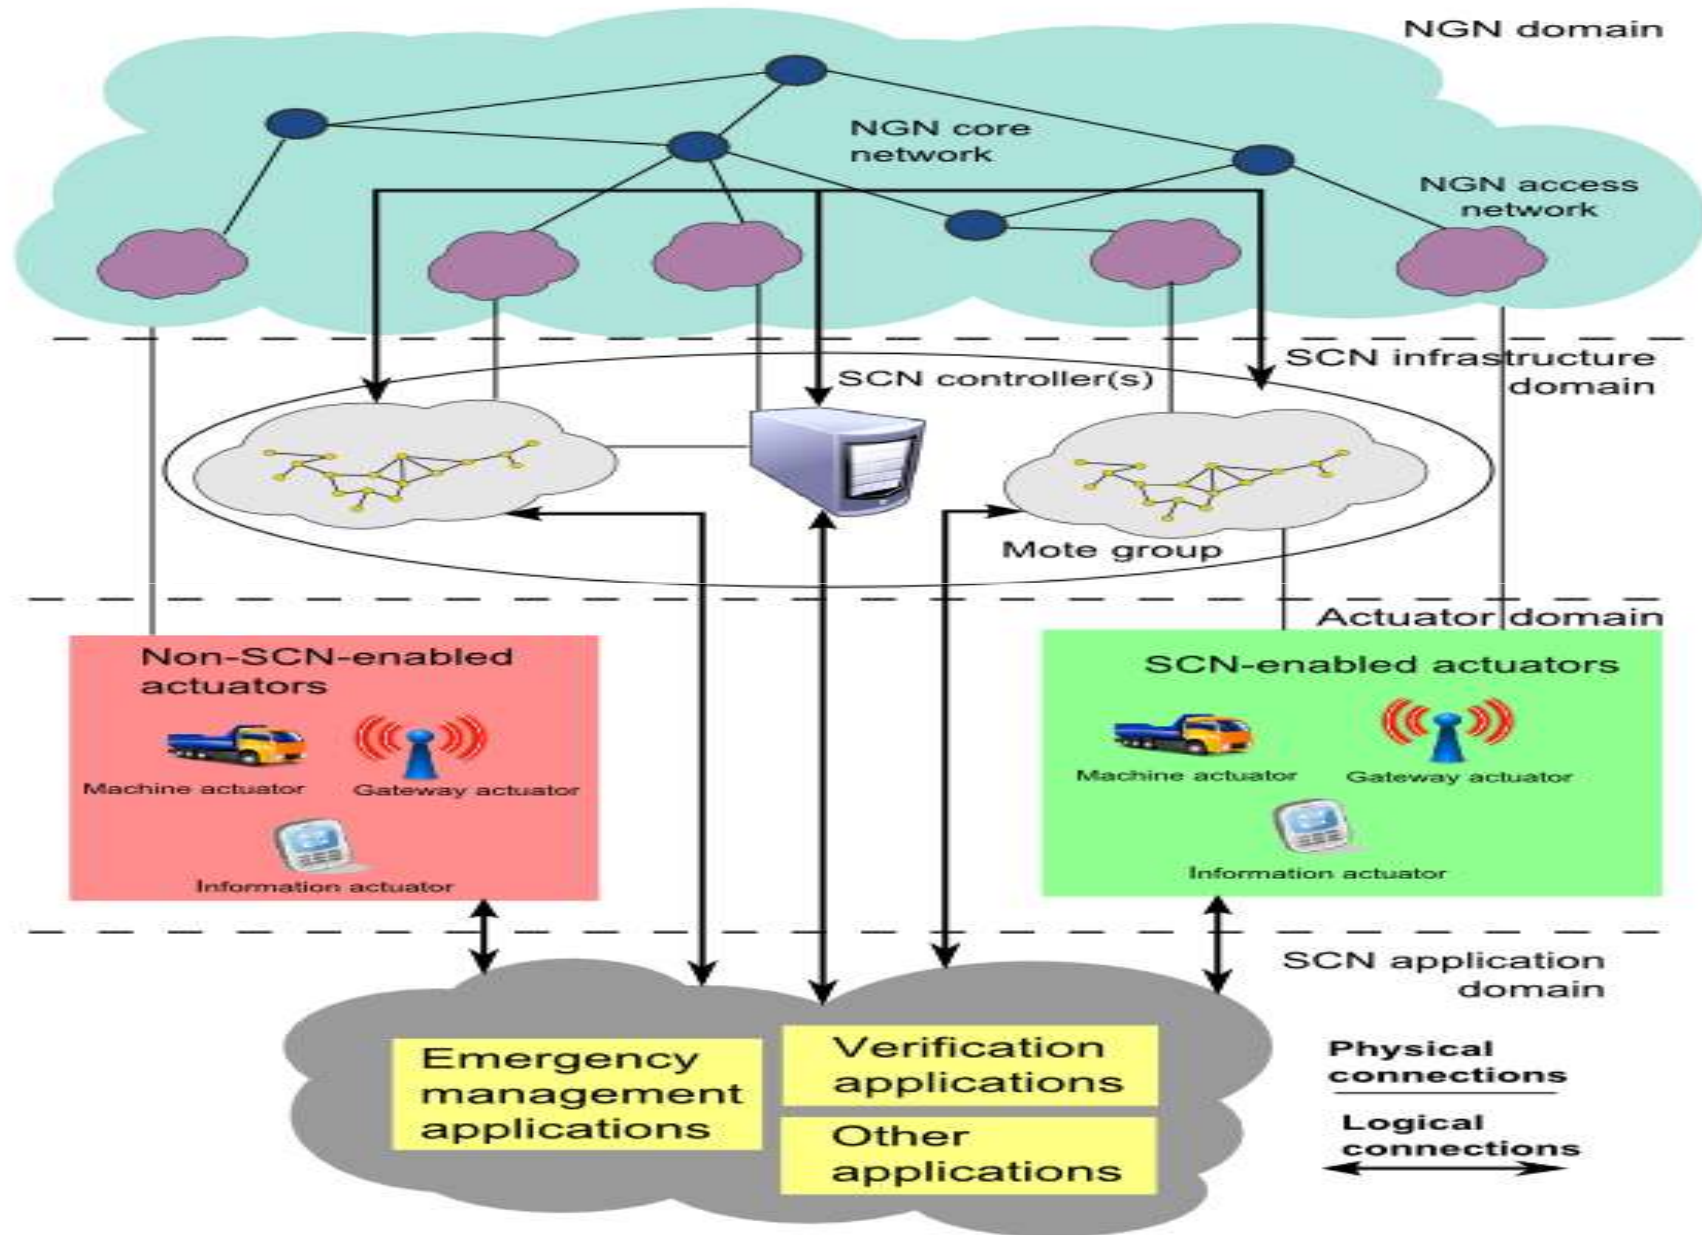 NGN domain
NGN core
network
NGN access
network
SCN infrastructure
domain
SCN controller(s)
Mote group
Actuator domain
Non-SCN-enabled
actuators
Machine actuator
Gateway actuator
Information actuator
SCN-enabled actuators
Machine actuator
Gateway actuator
Information actuator
SCN application
domain
Emergency
management
applications
Verification
applications
Other
applications
Physical
connections
Logical
connections